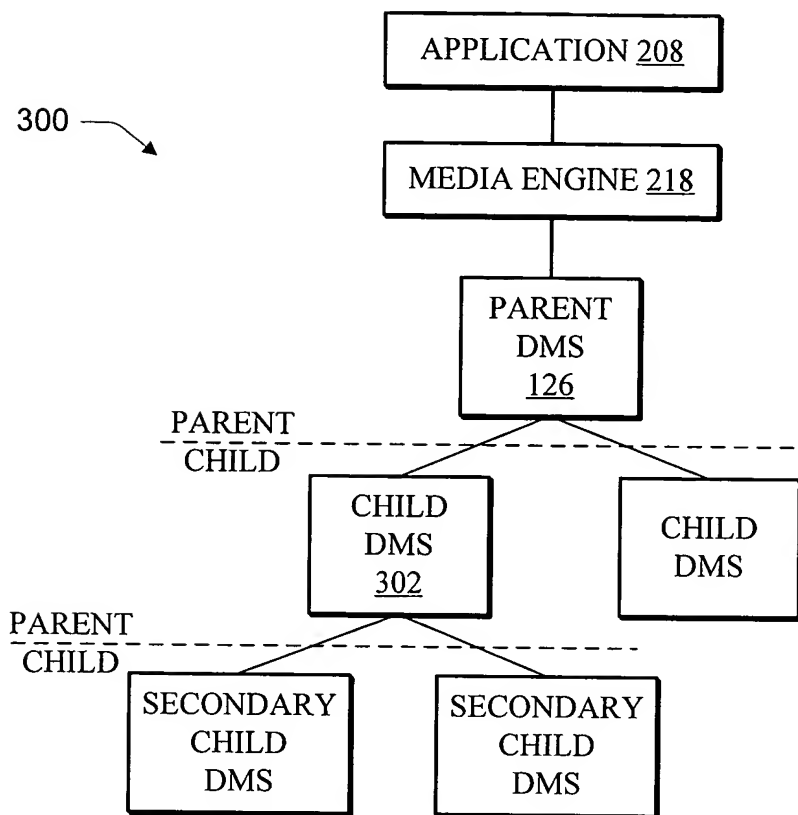 APPLICATION 208
300
MEDIA ENGINE 218
PARENT
DMS
126
PARENT
CHILD
CHILD
DMS
302
CHILD
DMS
PARENT
CHILD
SECONDARY
CHILD
DMS
SECONDARY
CHILD
DMS